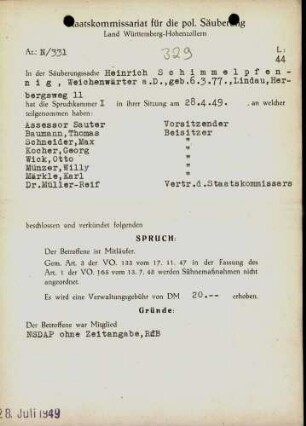 Staatskommissariat für die pol. Säuberung
Land Württemberg-Hohenzollern
Az: N/331
329
L.
44
In der Säuberungssache Heinrich Schimmelpfen-
nig, Weichenwärter a.D., geb.6.3.77., Lindau, Her-
bergsweg 11
hat die Spruchkammer I in ihrer Sitzung am 28.4.49. an welcher
teilgenommen haben:
Assessor Sauter Vorsitzender
Baumann, Thomas Beisitzer
Schneider, Max "
Kocher, Georg "
Wick, Otto "
Münzer, Willy "
Märkle, Karl "
Dr.Müller-Reif Vertr.d.Staatskommissars
beschlossen und verkündet folgenden
SPRUCH:
Der Betroffene ist Mitläufer.
Gem. Art. 2 der VO. 133 vom 17. 11. 47 in der Fassung des
Art. 1 der VO. 165 vom 13. 7. 48 werden Sühnemaßnahmen nicht
angeordnet.
Es wird eine Verwaltungsgebühr von DM 20.-- erhoben.
Gründe:
Der Betroffene war Mitglied
NSDAP ohne Zeitangabe, RdB
28. Juli 1949